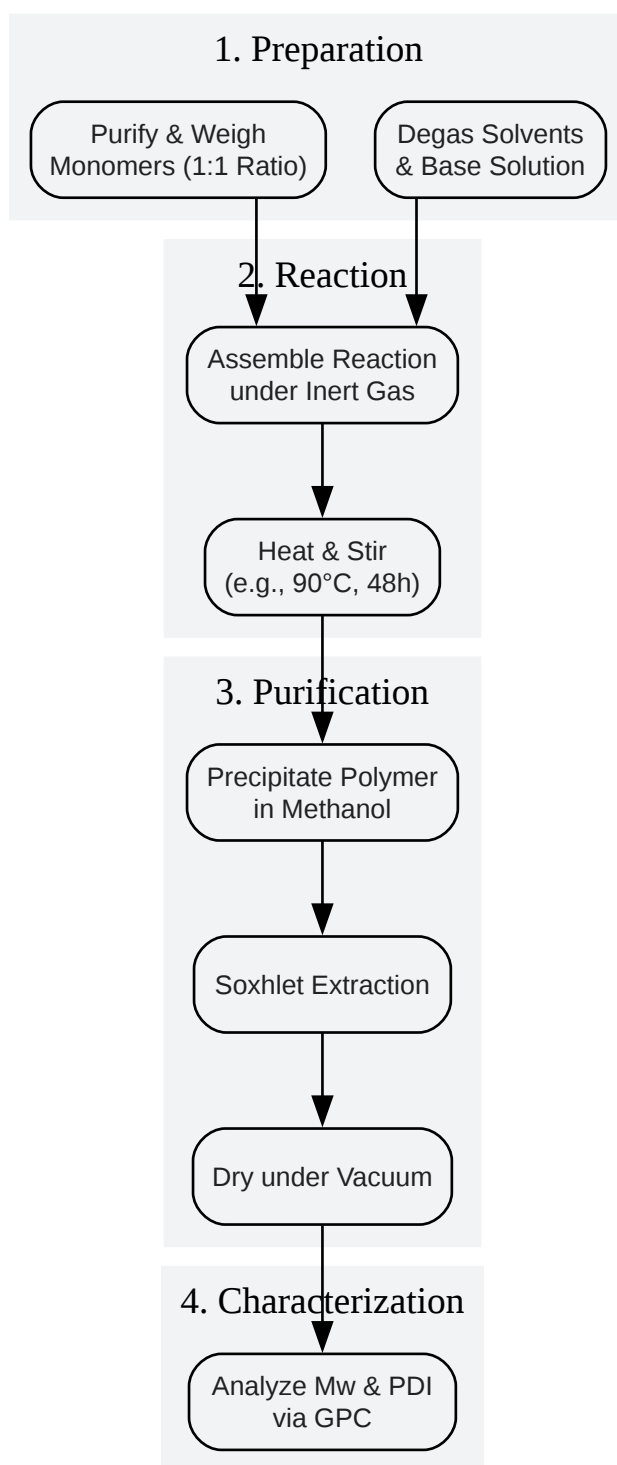 1. Preparation
Purify & Weigh
Monomers (1:1 Ratio)
Degas Solvents
& Base Solution
2. Reaction
Assemble Reaction
under Inert Gas
Heat & Stir
(e.g., 90°C, 48h)
3. Purification
Precipitate Polymer
in Methanol
Soxhlet Extraction
Dry under Vacuum
4. Characterization
Analyze Mw & PDI
via GPC